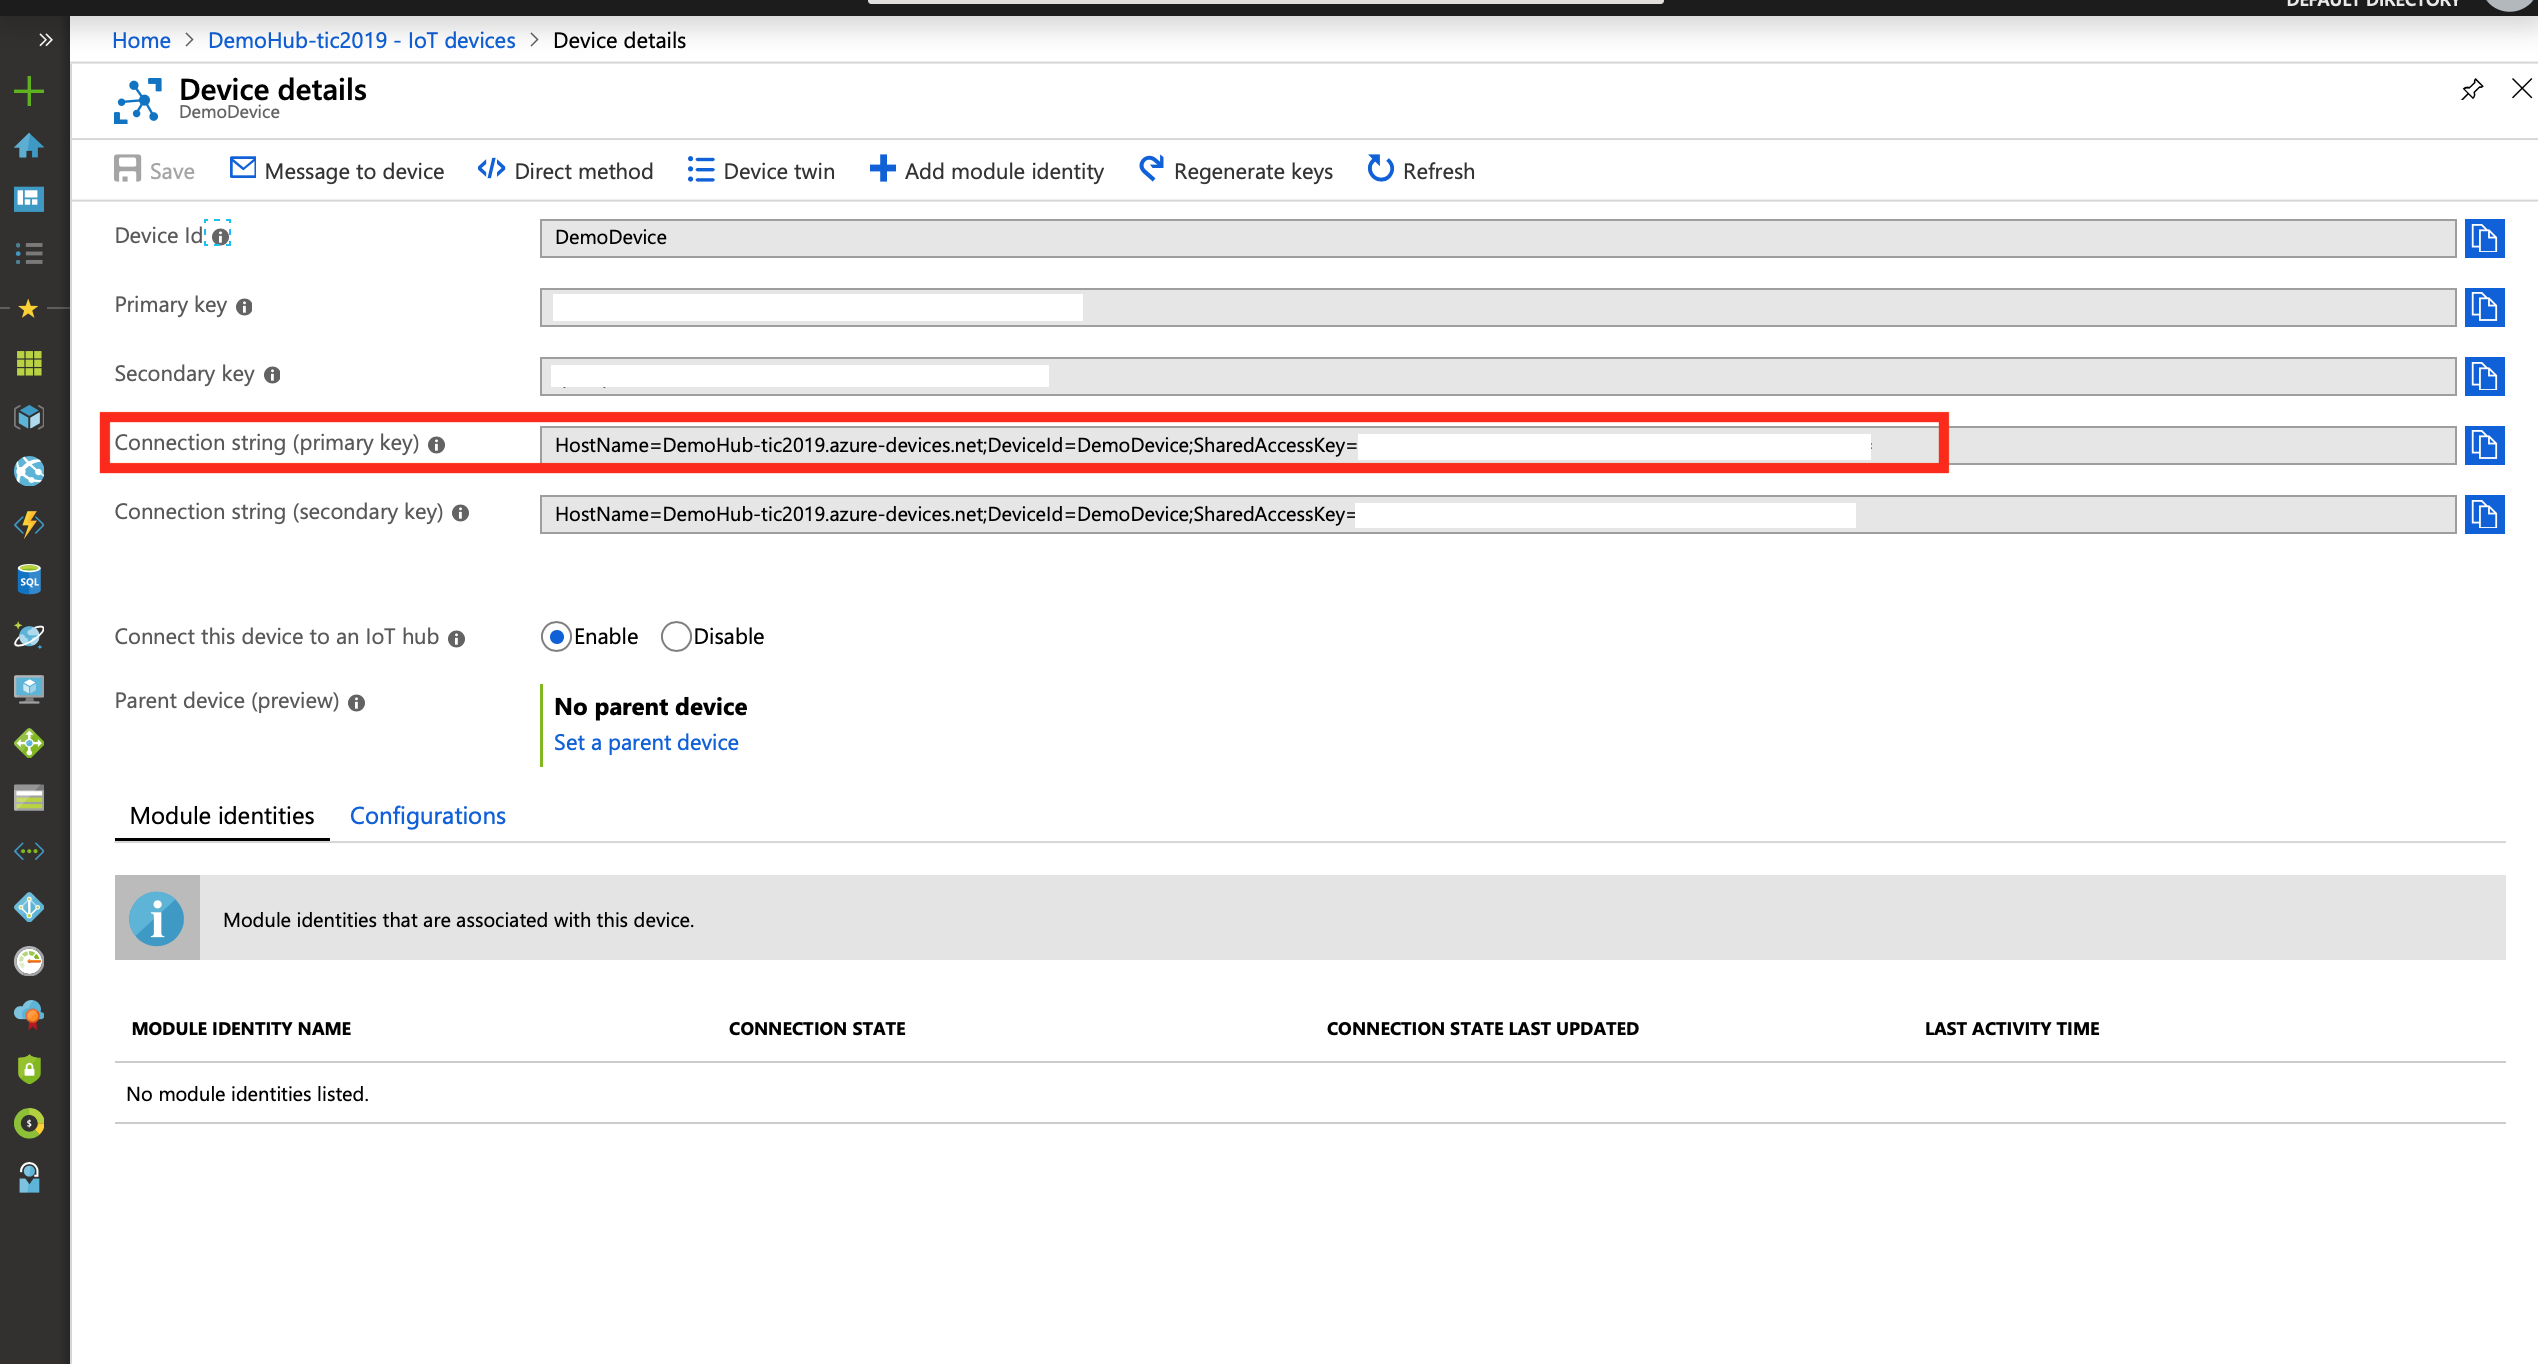 DEFAULT DIRECTORY
Home > DemoHub-tic2019 - IoT devices > Device details
Device details
DemoDevice
Save Message to device Direct method Device twin Add module identity Regenerate keys Refresh
Device Id DemoDevice
Primary key
Secondary key
Connection string (primary key) HostName=DemoHub-tic2019.azure-devices.net;DeviceId=DemoDevice;SharedAccessKey=
Connection string (secondary key) HostName=DemoHub-tic2019.azure-devices.net;DeviceId=DemoDevice;SharedAccessKey=
Connect this device to an IoT hub Enable Disable
Parent device (preview) No parent device
Set a parent device
Module identities Configurations
Module identities that are associated with this device.
MODULE IDENTITY NAME CONNECTION STATE CONNECTION STATE LAST UPDATED LAST ACTIVITY TIME
No module identities listed.
SQL